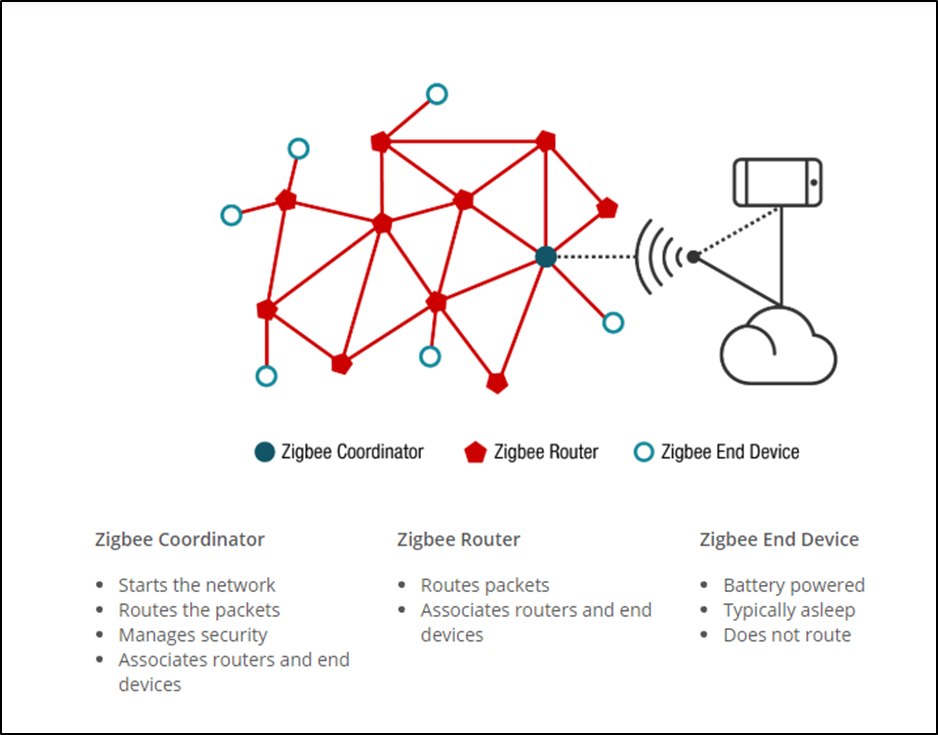 Zigbee Coordinator
Zigbee Router
Zigbee End Device
Zigbee Coordinator
• Starts the network
• Routes the packets
• Manages security
• Associates routers and end
devices
Zigbee Router
• Routes packets
• Associates routers and end
devices
Zigbee End Device
• Battery powered
• Typically asleep
• Does not route